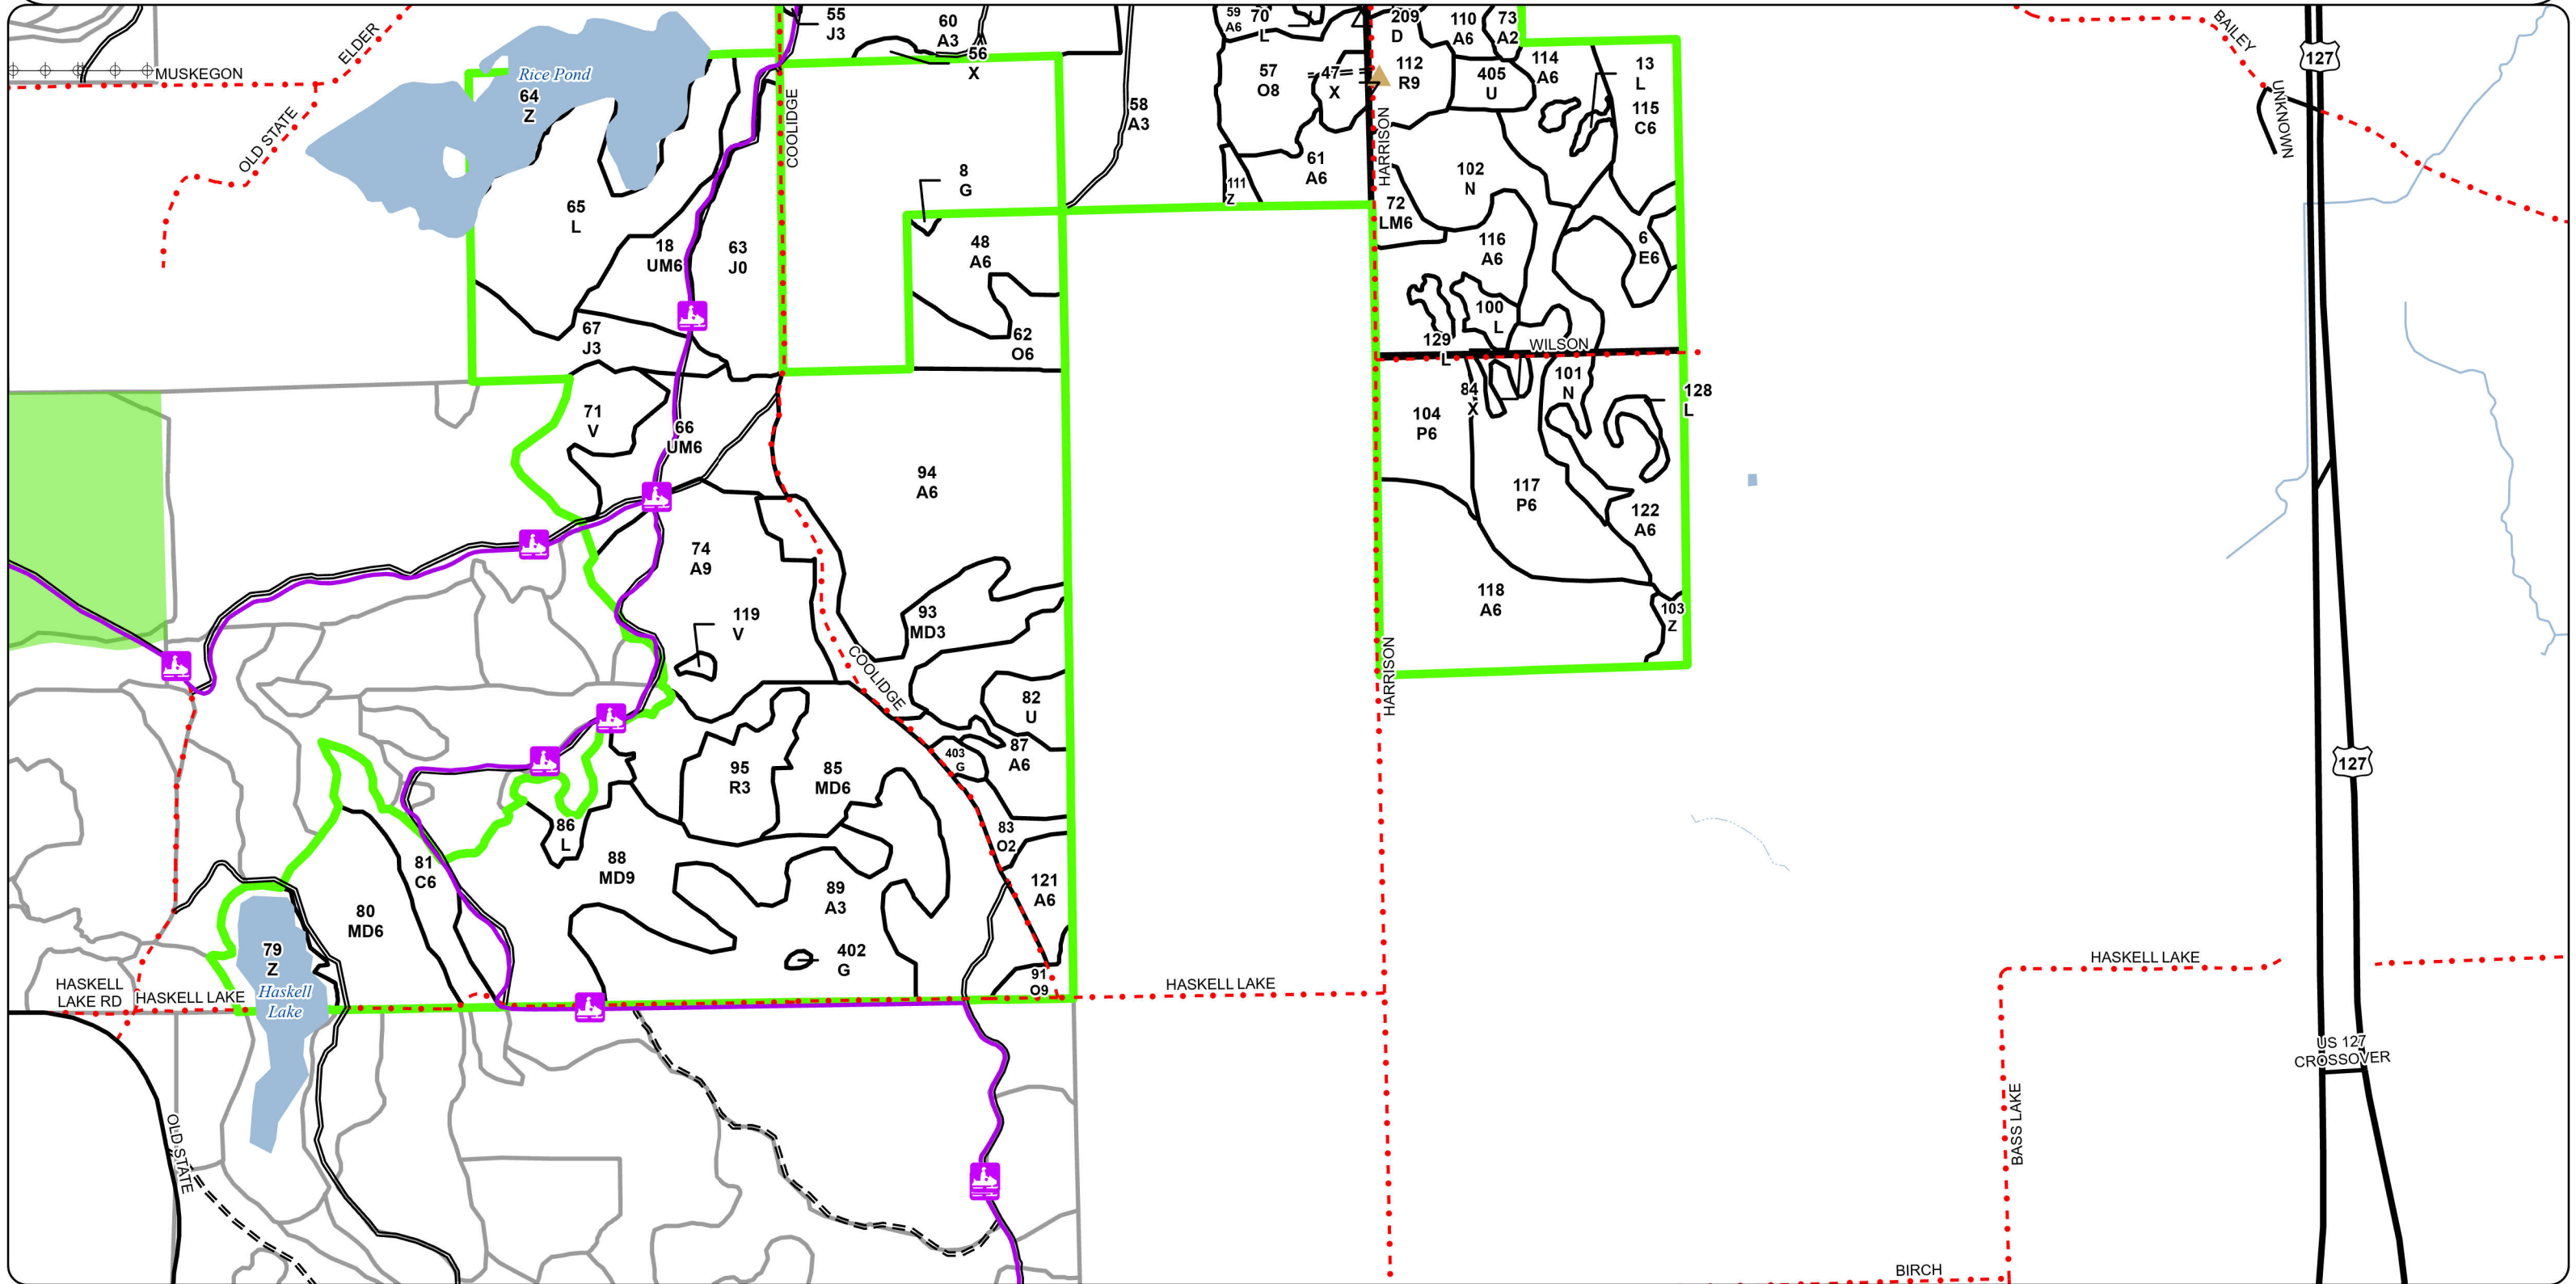 55
J3
60
A3
56
X
59
A6
70
L
209
D
110
A6
73
A2
BAILEY
127
ELDER
MUSKEGON
Rice Pond
64
Z
OLD STATE
COOLIDGE
57
O8
47
X
112
R9
405
U
114
A6
13
L
115
C6
UNKNOWN
58
A3
HARRISON
61
A6
102
N
8
G
111
Z
65
L
72
LM6
18
UM6
63
J0
48
A6
116
A6
6
E6
67
J3
62
O6
100
L
129
L
WILSON
71
V
66
UM6
84
X
101
N
128
L
104
P6
94
A6
117
P6
122
A6
74
A9
118
A6
103
Z
119
V
93
MD3
COOLIDGE
HARRISON
82
U
87
A6
403
G
127
95
R3
85
MD6
86
L
83
O2
88
MD9
81
C6
89
A3
121
A6
80
MD6
79
Z
402
G
91
O9
HASKELL LAKE
HASKELL
LAKE RD
HASKELL LAKE
Haskell
Lake
HASKELL LAKE
US 127
CROSSOVER
OLD STATE
BASS LAKE
BIRCH